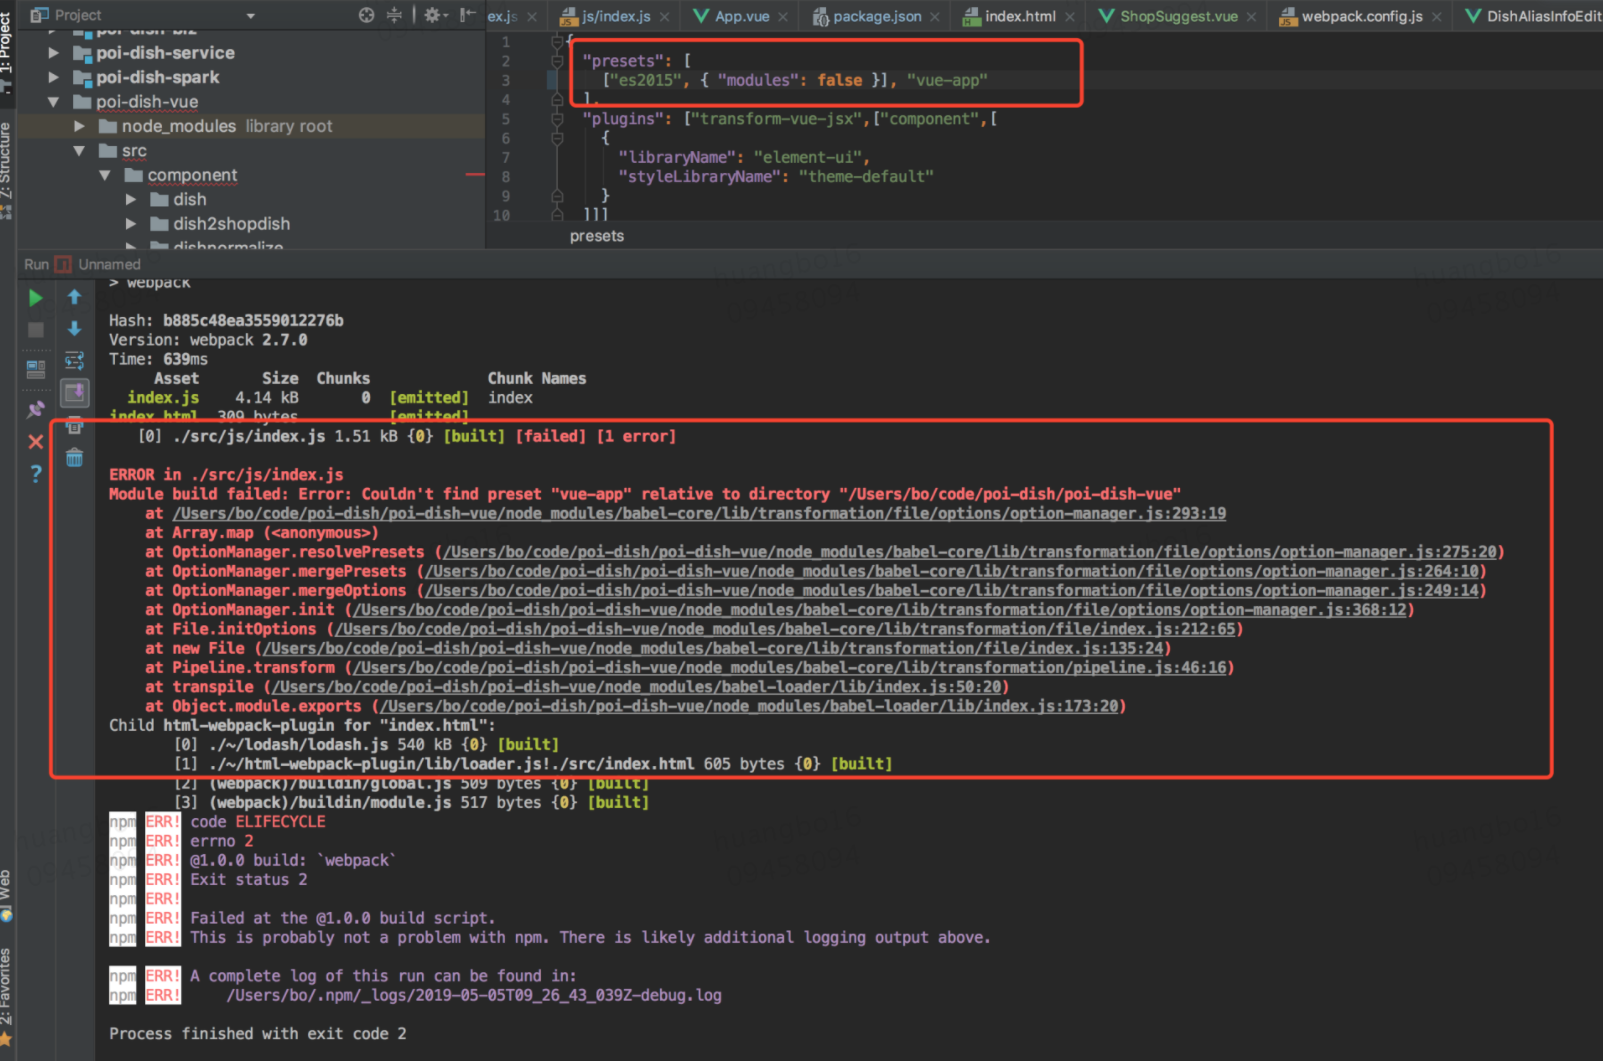 Project
ex.js
js/index.js
App.vue
package.json
index.html
ShopSuggest.vue
webpack.config.js
DishAliasInfoEdit
1: Project
Z: Structure
poi-dish-biz
poi-dish-service
poi-dish-spark
poi-dish-vue
node_modules library root
src
component
dish
dish2shopdish
dishnormalize
1 {
2 "presets": [
3 ["es2015", { "modules": false }], "vue-app"
4 ],
5 "plugins": ["transform-vue-jsx",["component",[
6 {
7 "libraryName": "element-ui",
8 "styleLibraryName": "theme-default"
9 }
10 ]]]
presets
Run Unnamed
> webpack
Hash: b885c48ea3559012276b
Version: webpack 2.7.0
Time: 639ms
Asset Size Chunks Chunk Names
index.js 4.14 kB 0 [emitted] index
index.html 309 bytes [emitted]
[0] ./src/js/index.js 1.51 kB {0} [built] [failed] [1 error]
ERROR in ./src/js/index.js
Module build failed: Error: Couldn't find preset "vue-app" relative to directory "/Users/bo/code/poi-dish/poi-dish-vue"
at /Users/bo/code/poi-dish/poi-dish-vue/node_modules/babel-core/lib/transformation/file/options/option-manager.js:293:19
at Array.map (<anonymous>)
at OptionManager.resolvePresets (/Users/bo/code/poi-dish/poi-dish-vue/node_modules/babel-core/lib/transformation/file/options/option-manager.js:275:20)
at OptionManager.mergePresets (/Users/bo/code/poi-dish/poi-dish-vue/node_modules/babel-core/lib/transformation/file/options/option-manager.js:264:10)
at OptionManager.mergeOptions (/Users/bo/code/poi-dish/poi-dish-vue/node_modules/babel-core/lib/transformation/file/options/option-manager.js:249:14)
at OptionManager.init (/Users/bo/code/poi-dish/poi-dish-vue/node_modules/babel-core/lib/transformation/file/options/option-manager.js:368:12)
at File.initOptions (/Users/bo/code/poi-dish/poi-dish-vue/node_modules/babel-core/lib/transformation/file/index.js:212:65)
at new File (/Users/bo/code/poi-dish/poi-dish-vue/node_modules/babel-core/lib/transformation/file/index.js:135:24)
at Pipeline.transform (/Users/bo/code/poi-dish/poi-dish-vue/node_modules/babel-core/lib/transformation/pipeline.js:46:16)
at transpile (/Users/bo/code/poi-dish/poi-dish-vue/node_modules/babel-loader/lib/index.js:50:20)
at Object.module.exports (/Users/bo/code/poi-dish/poi-dish-vue/node_modules/babel-loader/lib/index.js:173:20)
Child html-webpack-plugin for "index.html":
[0] ./~/lodash/lodash.js 540 kB {0} [built]
[1] ./~/html-webpack-plugin/lib/loader.js!./src/index.html 605 bytes {0} [built]
[2] (webpack)/buildin/global.js 509 bytes {0} [built]
[3] (webpack)/buildin/module.js 517 bytes {0} [built]
npm ERR! code ELIFECYCLE
npm ERR! errno 2
npm ERR! @1.0.0 build: `webpack`
npm ERR! Exit status 2
npm ERR!
npm ERR! Failed at the @1.0.0 build script.
npm ERR! This is probably not a problem with npm. There is likely additional logging output above.
npm ERR! A complete log of this run can be found in:
npm ERR! /Users/bo/.npm/_logs/2019-05-05T09_26_43_039Z-debug.log
Process finished with exit code 2
Web
2: Favorites